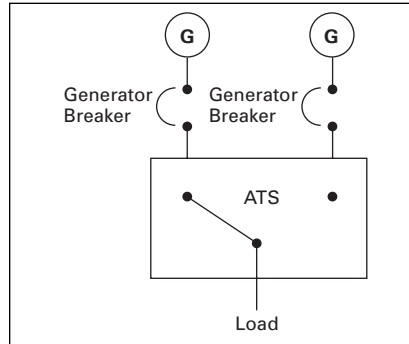 G
G
Generator
Breaker
Generator
Breaker
ATS
Load